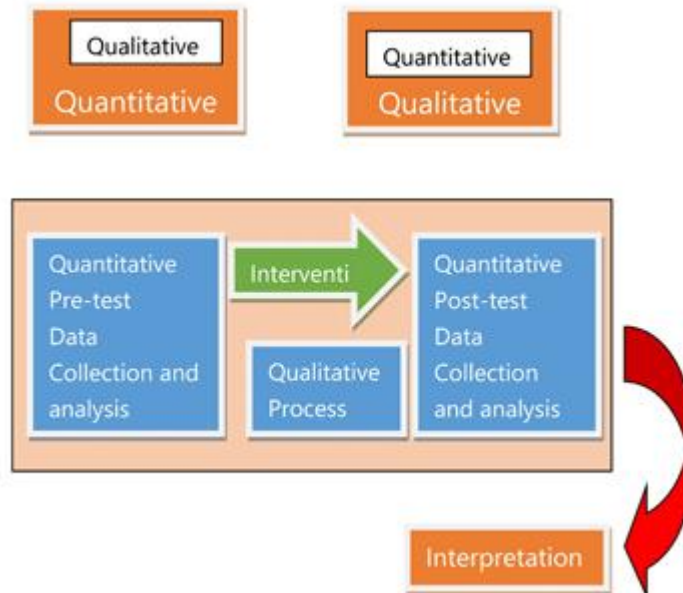 Qualitative
Quantitative
Quantitative
Qualitative
Quantitative
Pre-test
Data
Collection and
analysis
Interventi
Qualitative
Process
Quantitative
Post-test
Data
Collection
and analysis
Interpretation